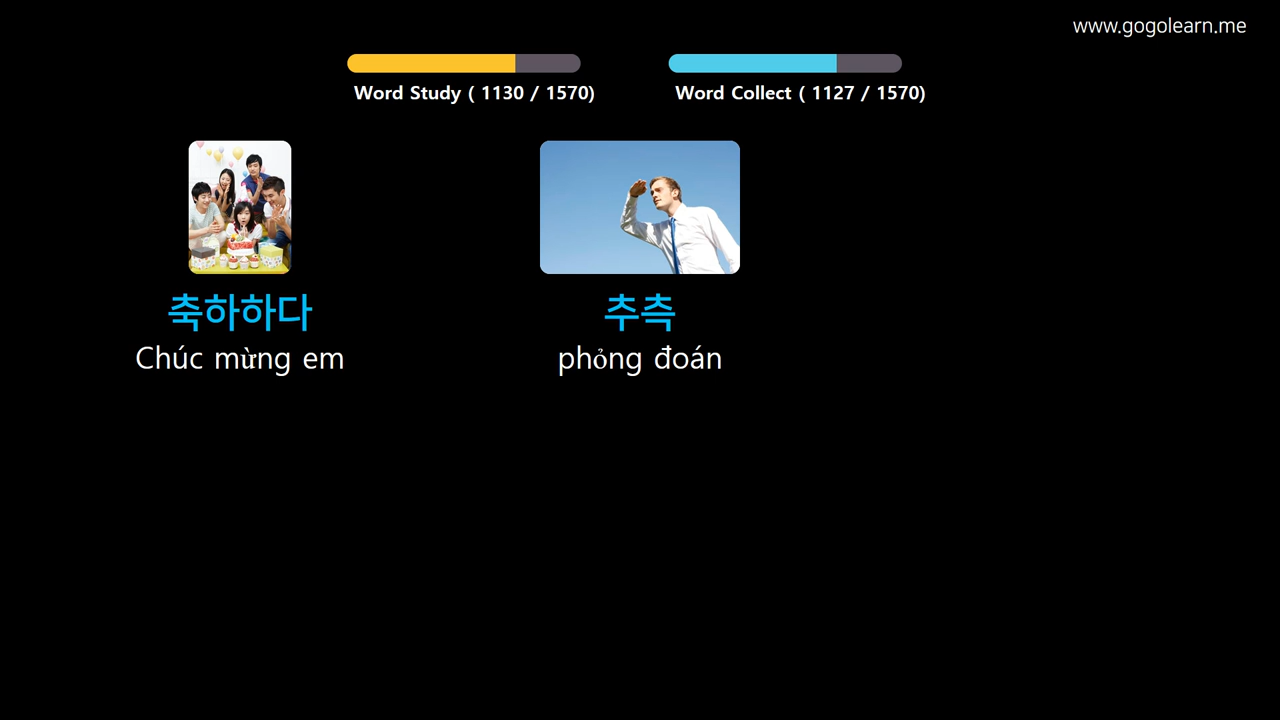 www.gogolearn.me
Word Study ( 1130 / 1570)
Word Collect ( 1127 / 1570)
축하하다
Chúc mừng em
추측
phỏng đoán